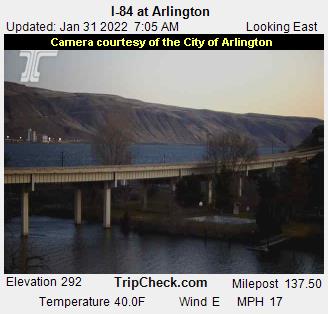 I-84 at Arlington
Updated: Jan 31 2022 7:05 AM Looking East
Camera courtesy of the City of Arlington
Elevation 292 TripCheck.com Milepost 137.50
Temperature 40.0F Wind E MPH 17